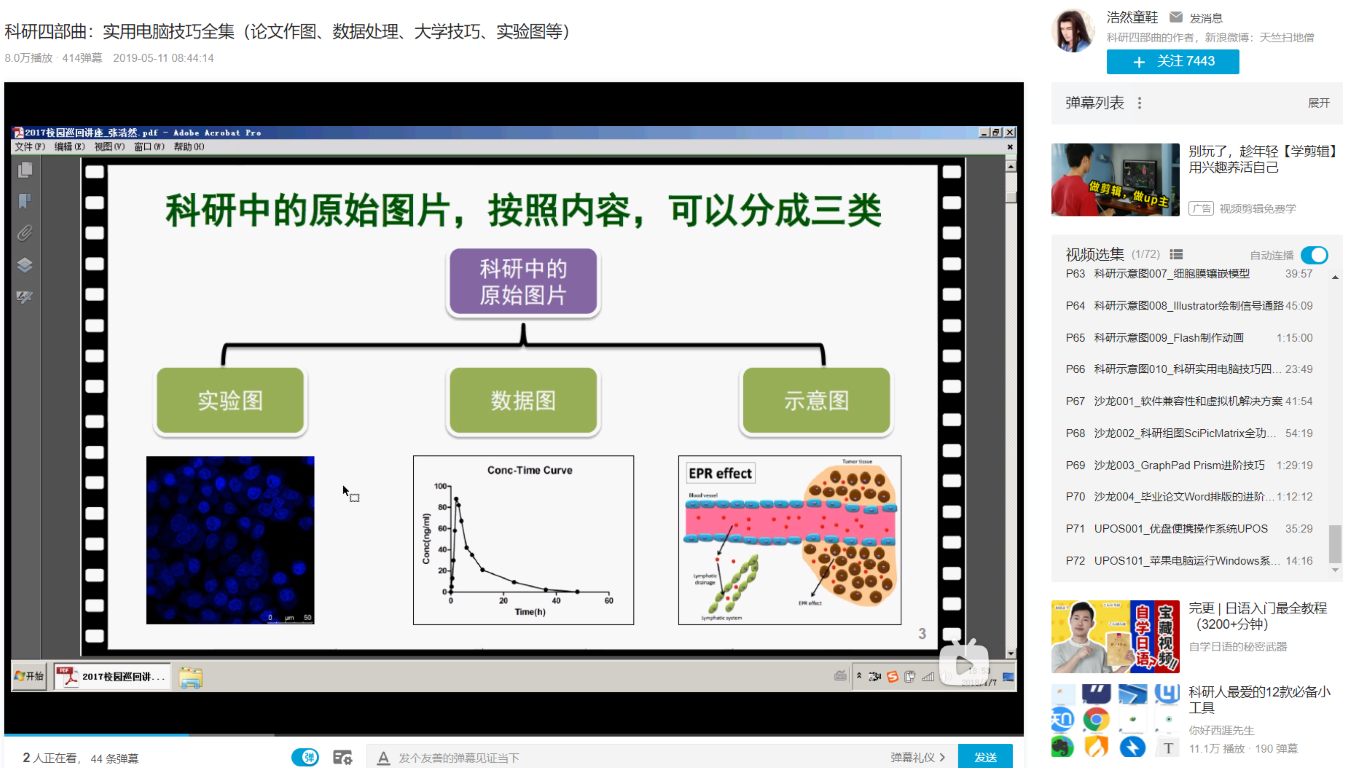 科研四部曲：实用电脑技巧全集（论文作图、数据处理、大学技巧、实验图等）
8.0万播放 · 414弹幕 2019-05-11 08:44:14
2017校园巡回讲座_张浩然.pdf - Adobe Acrobat Pro
文件(F) 编辑(E) 视图(V) 窗口(W) 帮助(H)
科研中的原始图片，按照内容，可以分成三类
科研中的
原始图片
实验图
数据图
示意图
0 μm 50
Conc-Time Curve
Conc(ng/ml)
100
80
60
40
20
0
0 20 40 60
Time(h)
EPR effect
Tumor tissue
Blood vessel
Lymphatic
drainage
EPR effect
Lymphatic system
3
开始
2017校园巡回讲...
2 人正在看， 44 条弹幕
弹
A 发个友善的弹幕见证当下
弹幕礼仪 >
发送
浩然童鞋 发消息
科研四部曲的作者，新浪微博：天竺扫地僧
+ 关注 7443
弹幕列表
展开
做剪辑，做up主
别玩了，趁年轻【学剪辑】
用兴趣养活自己
广告 视频剪辑免费学
视频选集 (1/72)
自动连播
P63 科研示意图007_细胞膜镶嵌模型 39:57
P64 科研示意图008_Illustrator绘制信号通路 45:09
P65 科研示意图009_Flash制作动画 1:15:00
P66 科研示意图010_科研实用电脑技巧四... 23:49
P67 沙龙001_软件兼容性和虚拟机解决方案 41:54
P68 沙龙002_科研组图SciPicMatrix全功... 54:19
P69 沙龙003_GraphPad Prism进阶技巧 1:29:19
P70 沙龙004_毕业论文Word排版的进阶... 1:12:12
P71 UPOS001_优盘便携操作系统UPOS 35:29
P72 UPOS101_苹果电脑运行Windows系... 14:16
自学日语
宝藏视频!
完更 | 日语入门最全教程
（3200+分钟）
自学日语的秘密武器
科研人最爱的12款必备小
工具
你好西涯先生
11.1万 播放 · 190 弹幕